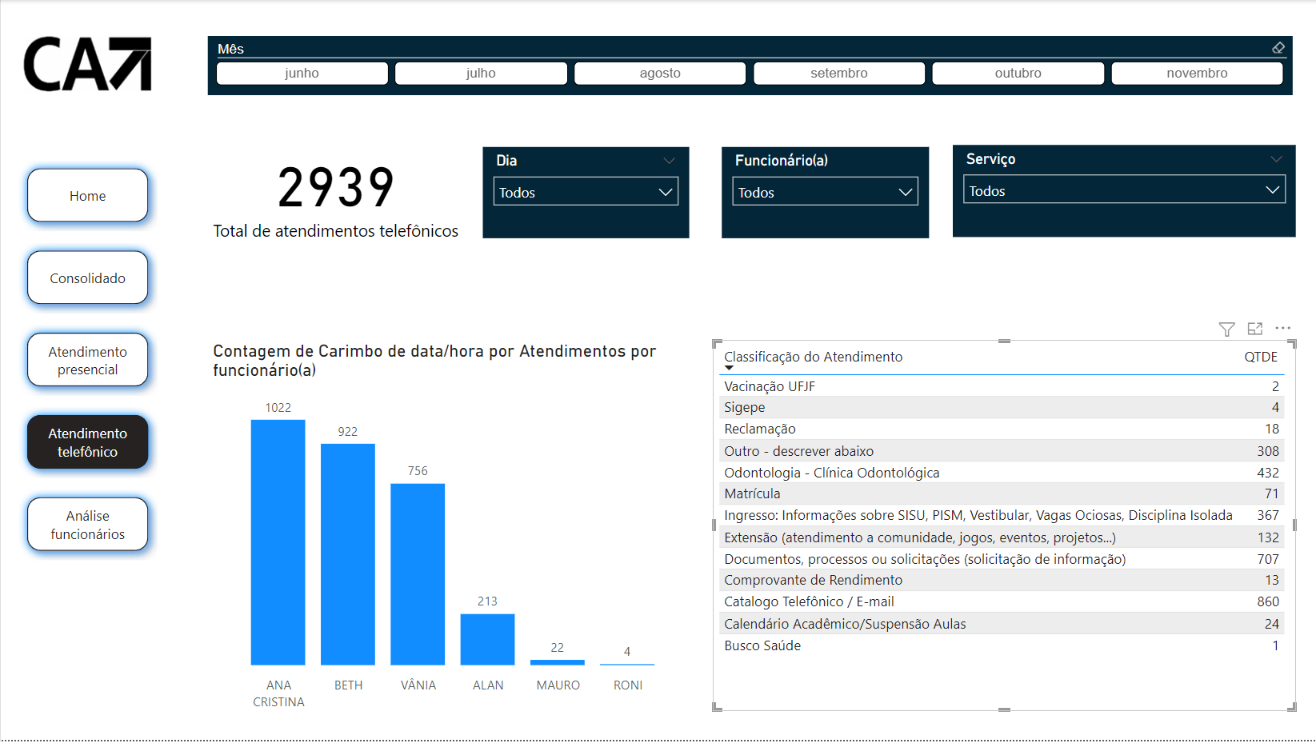 CAT
Mês
junho julho agosto setembro outubro novembro
Home
Consolidado
Atendimento
presencial
Atendimento
telefônico
Análise
funcionários
2939
Total de atendimentos telefônicos
Dia
Todos
Funcionário(a)
Todos
Serviço
Todos
Contagem de Carimbo de data/hora por Atendimentos por
funcionário(a)
1022
922
756
213
22
4
ANA
CRISTINA
BETH
VÂNIA
ALAN
MAURO
RONI
Classificação do Atendimento QTDE
Vacinação UFJF 2
Sigepe 4
Reclamação 18
Outro - descrever abaixo 308
Odontologia - Clínica Odontológica 432
Matrícula 71
Ingresso: Informações sobre SISU, PISM, Vestibular, Vagas Ociosas, Disciplina Isolada 367
Extensão (atendimento a comunidade, jogos, eventos, projetos...) 132
Documentos, processos ou solicitações (solicitação de informação) 707
Comprovante de Rendimento 13
Catalogo Telefônico / E-mail 860
Calendário Acadêmico/Suspensão Aulas 24
Busco Saúde 1